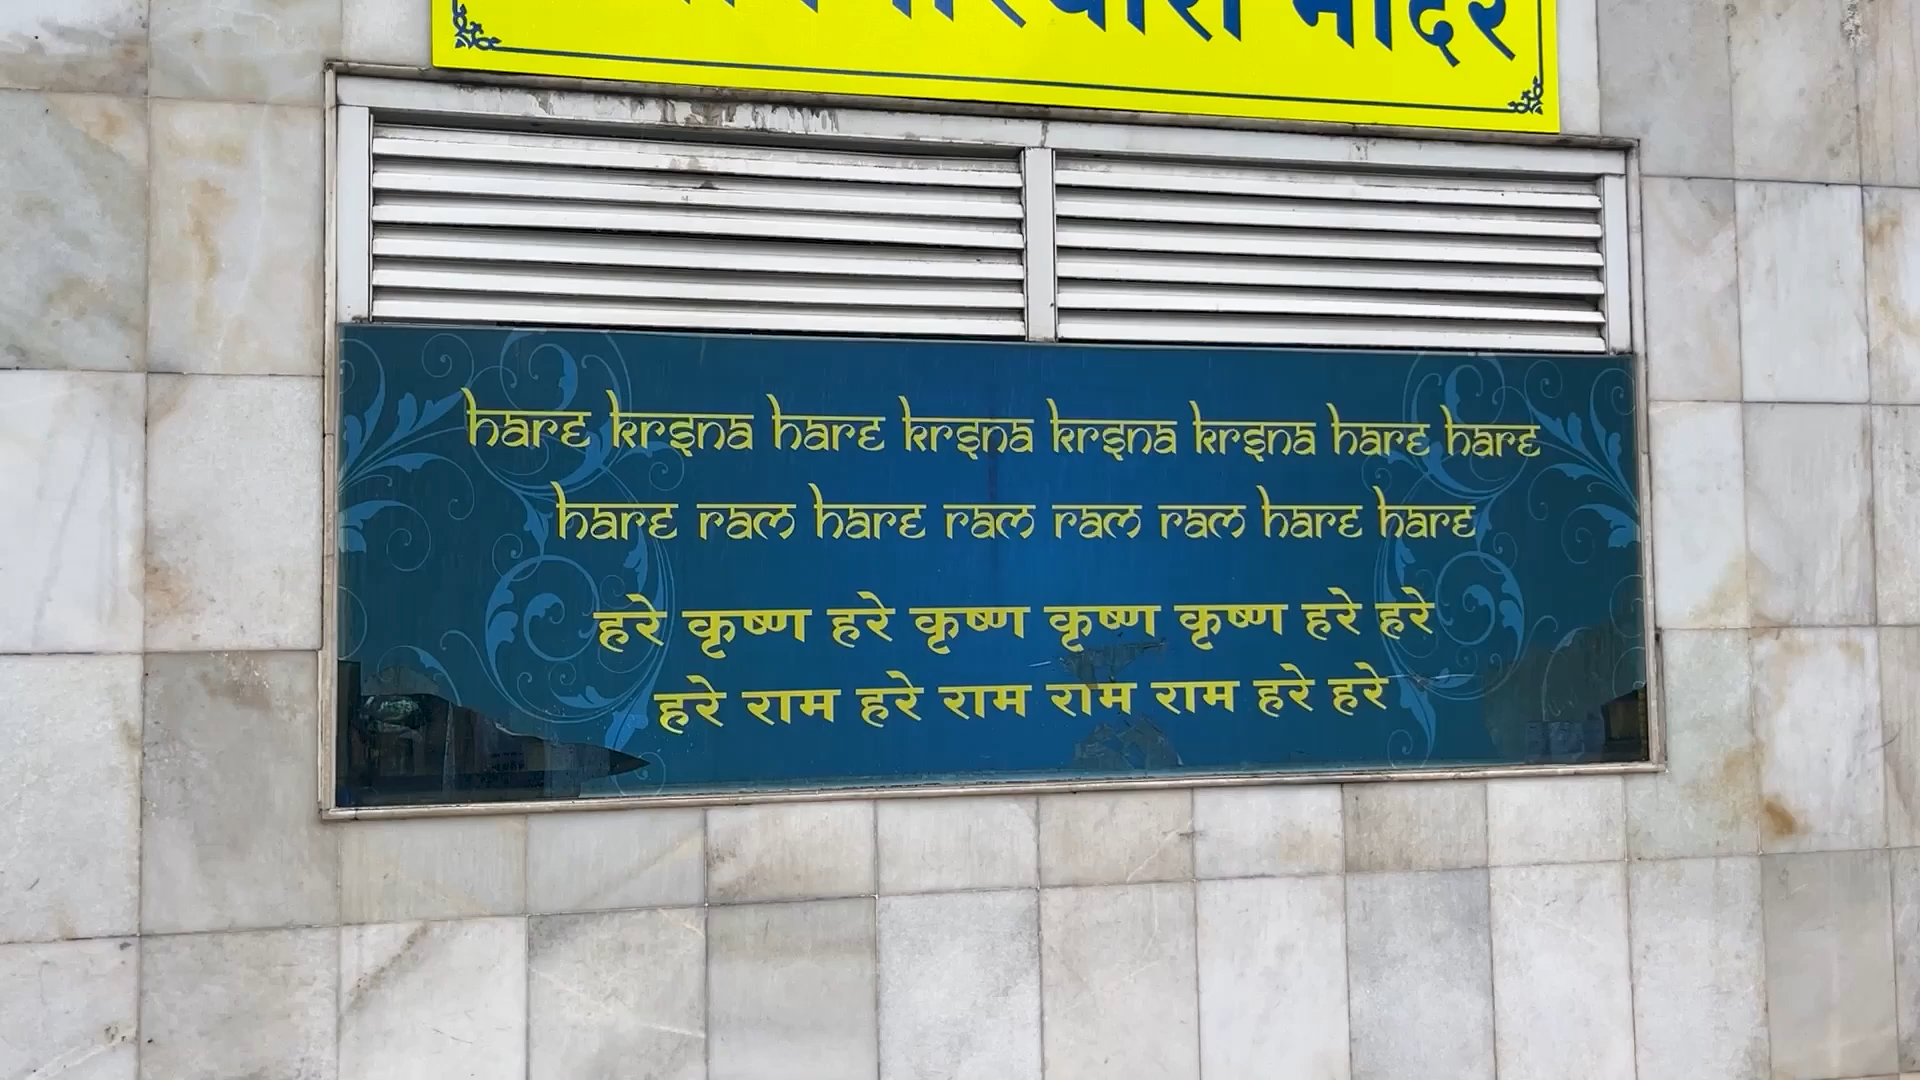 मंदिर
hare krsna hare krsna krsna krsna hare hare
hare ram hare ram ram ram hare hare
हरे कृष्ण हरे कृष्ण कृष्ण कृष्ण हरे हरे
हरे राम हरे राम राम राम हरे हरे